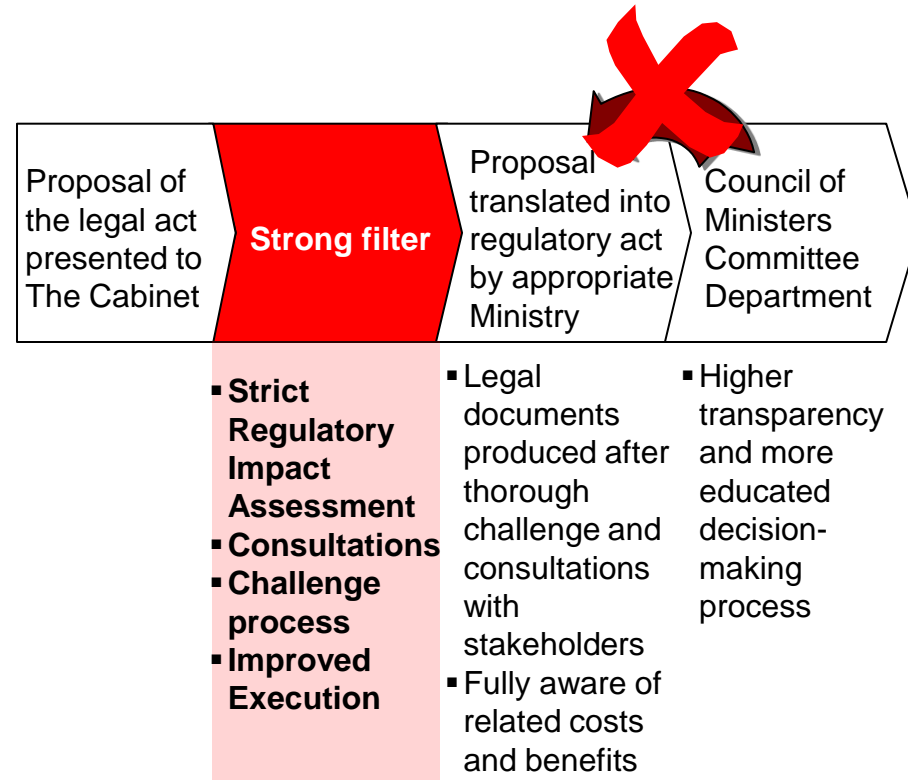 Proposal of
the legal act
presented to
The Cabinet
Strong filter
Proposal
translated into
regulatory act
by appropriate
Ministry
Council of
Ministers
Committee
Department
▪ Strict
Regulatory
Impact
Assessment
▪ Consultations
▪ Challenge
process
▪ Improved
Execution
▪ Legal
documents
produced after
thorough
challenge and
consultations
with
stakeholders
▪ Fully aware of
related costs
and benefits
▪ Higher
transparency
and more
educated
decision-
making
process